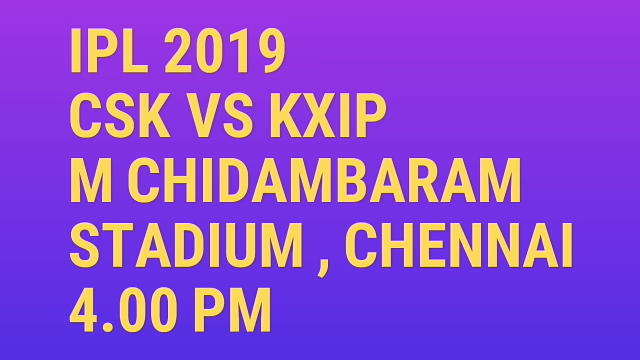 IPL 2019
CSK VS KXIP
M CHIDAMBARAM
STADIUM , CHENNAI
4.00 PM